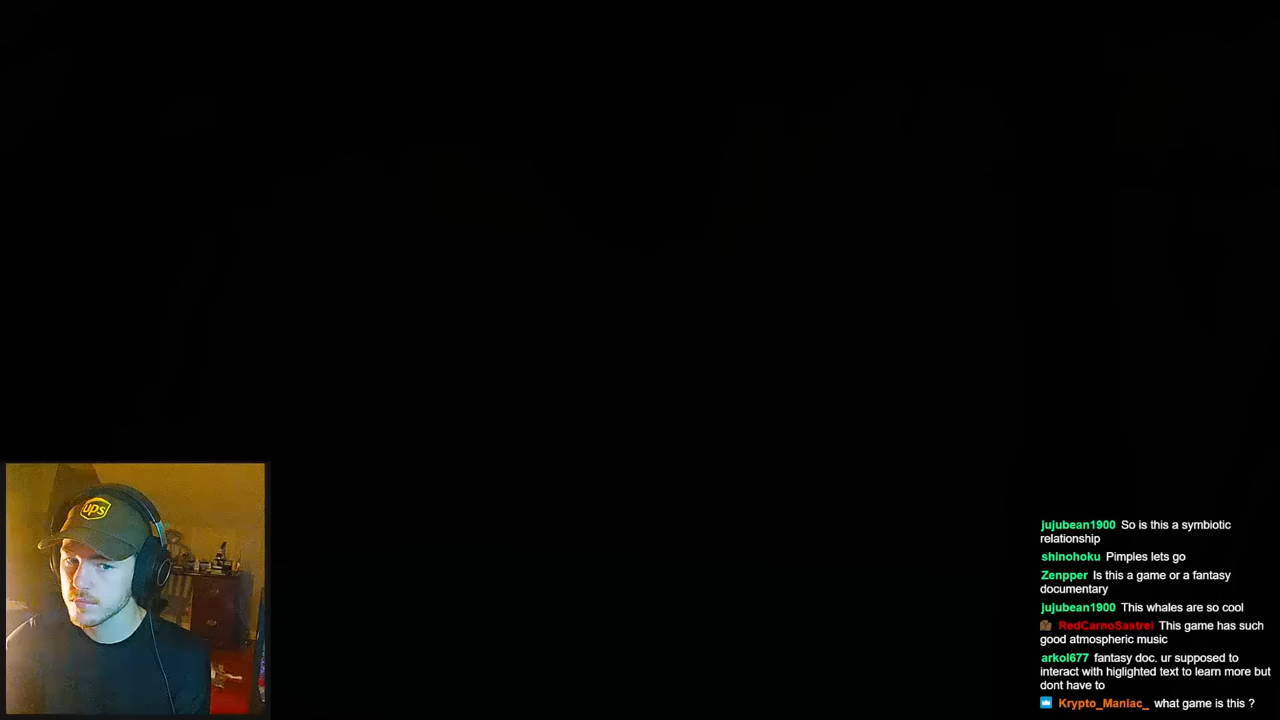 ups
jujubean1900 So is this a symbiotic
relationship
shinohoku Pimples lets go
Zenpper Is this a game or a fantasy
documentary
jujubean1900 This whales are so cool
RedCarnoSastrei This game has such
good atmospheric music
arkol677 fantasy doc. ur supposed to
interact with higlighted text to learn more but
dont have to
Krypto_Maniac_ what game is this ?